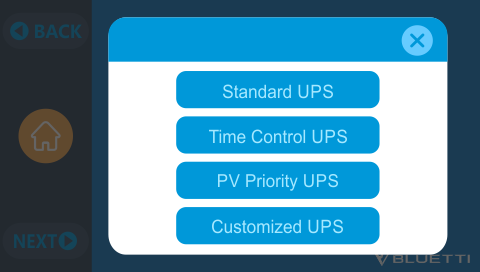 BACK
Standard UPS
Time Control UPS
PV Priority UPS
Customized UPS
NEXT
BLUETTI